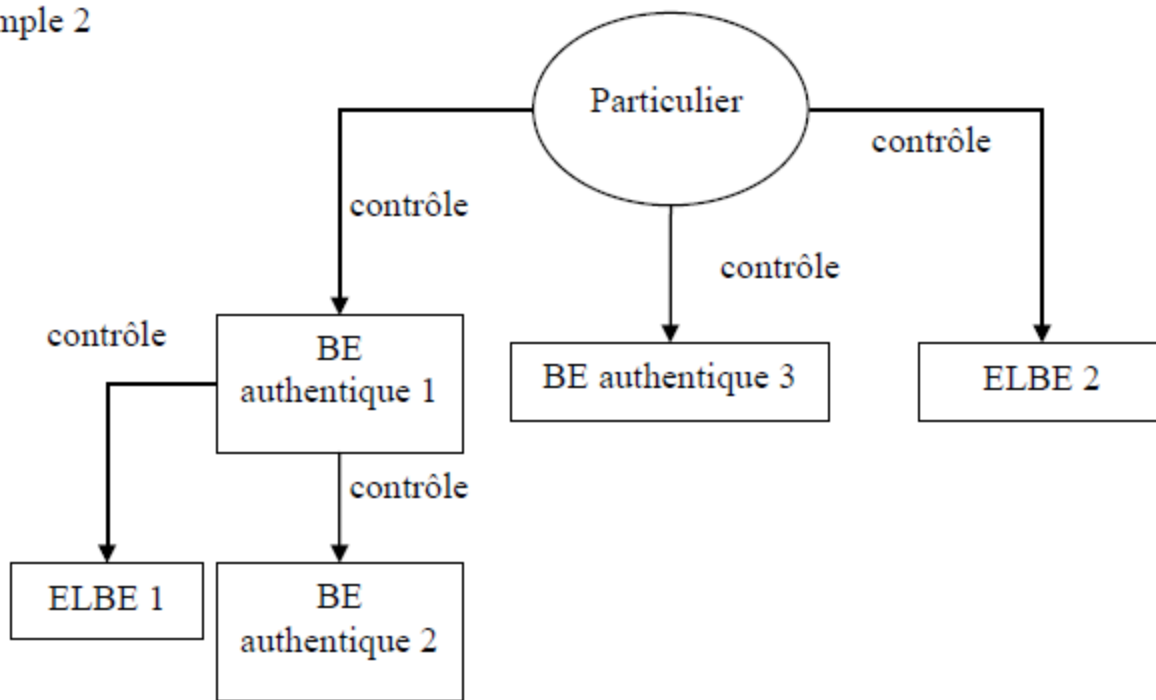 mple 2
Particulier
contrôle
contrôle
contrôle
contrôle
BE
authentique 1
BE authentique 3
ELBE 2
contrôle
ELBE 1
BE
authentique 2